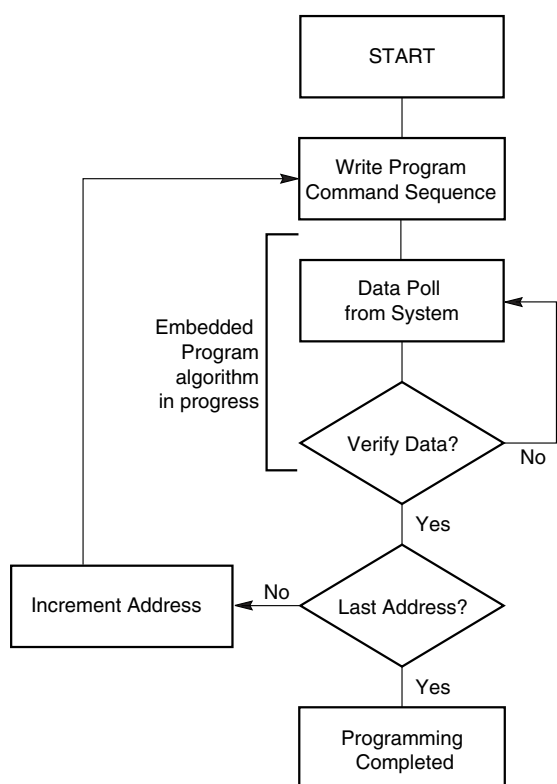 START
Write Program
Command Sequence
Data Poll
from System
Embedded
Program
algorithm
in progress
Verify Data?
No
Yes
Increment Address
No
Last Address?
Yes
Programming
Completed